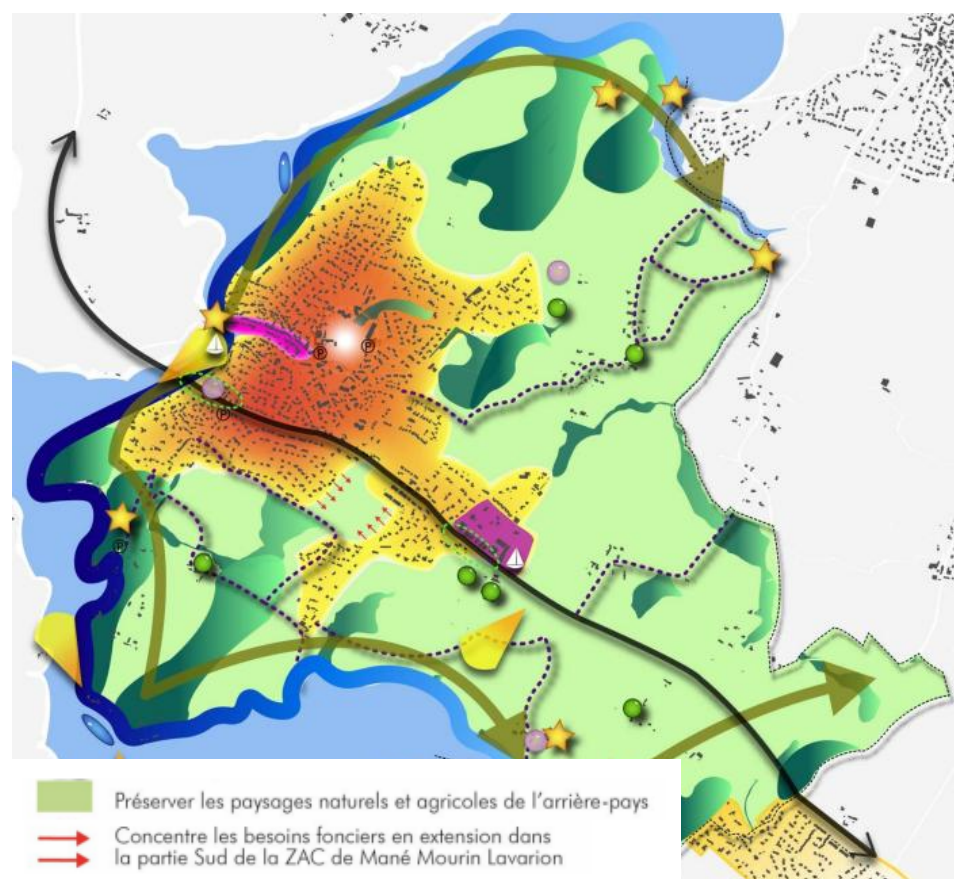 P
P
P
P
Préserver les paysages naturels et agricoles de l'arrière-pays
Concentre les besoins fonciers en extension dans
la partie Sud de la ZAC de Mané Mourin Lavarion